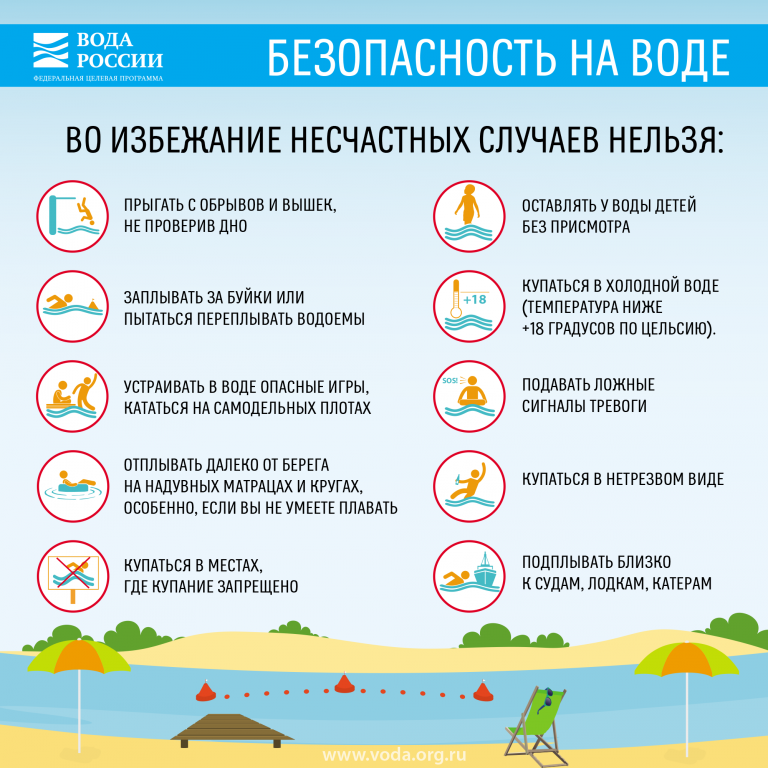 ВОДА
РОССИИ
ФЕДЕРАЛЬНАЯ ЦЕЛЕВАЯ ПРОГРАММА
БЕЗОПАСНОСТЬ НА ВОДЕ
ВО ИЗБЕЖАНИЕ НЕСЧАСТНЫХ СЛУЧАЕВ НЕЛЬЗЯ:
ПРЫГАТЬ С ОБРЫВОВ И ВЫШЕК,
НЕ ПРОВЕРИВ ДНО
ЗАПЛЫВАТЬ ЗА БУЙКИ ИЛИ
ПЫТАТЬСЯ ПЕРЕПЛЫВАТЬ ВОДОЕМЫ
УСТРАИВАТЬ В ВОДЕ ОПАСНЫЕ ИГРЫ,
КАТАТЬСЯ НА САМОДЕЛЬНЫХ ПЛОТАХ
ОТПЛЫВАТЬ ДАЛЕКО ОТ БЕРЕГА
НА НАДУВНЫХ МАТРАЦАХ И КРУГАХ,
ОСОБЕННО, ЕСЛИ ВЫ НЕ УМЕЕТЕ ПЛАВАТЬ
КУПАТЬСЯ В МЕСТАХ,
ГДЕ КУПАНИЕ ЗАПРЕЩЕНО
ОСТАВЛЯТЬ У ВОДЫ ДЕТЕЙ
БЕЗ ПРИСМОТРА
+18
КУПАТЬСЯ В ХОЛОДНОЙ ВОДЕ
(ТЕМПЕРАТУРА НИЖЕ
+18 ГРАДУСОВ ПО ЦЕЛЬСИЮ).
SOS!
ПОДАВАТЬ ЛОЖНЫЕ
СИГНАЛЫ ТРЕВОГИ
КУПАТЬСЯ В НЕТРЕЗВОМ ВИДЕ
ПОДПЛЫВАТЬ БЛИЗКО
К СУДАМ, ЛОДКАМ, КАТЕРАМ
www.voda.org.ru